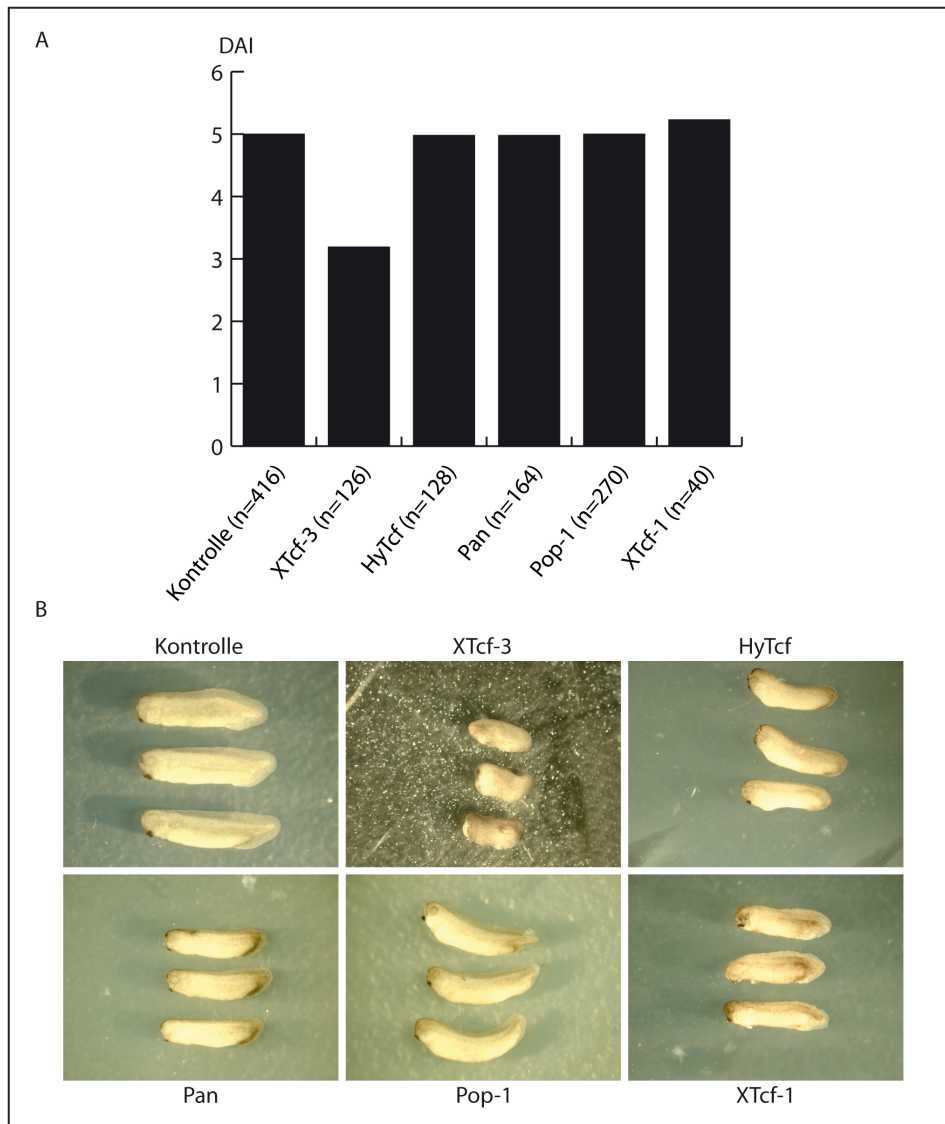 A
DAI
6
5
4
3
2
1
0
Kontrolle (n=416)
XTcf-3 (n=126)
HyTcf (n=128)
Pan (n=164)
Pop-1 (n=270)
XTcf-1 (n=40)
B
Kontrolle XTcf-3 HyTcf
Pan Pop-1 XTcf-1